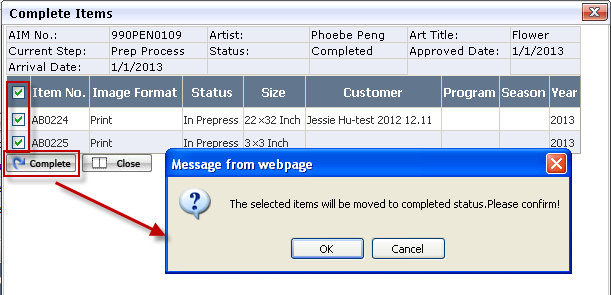 Complete Items
AIM No.: 990PEN0109 Artist: Phoebe Peng Art Title: Flower
Current Step: Prep Process Status: Completed Approved Date: 1/1/2013
Arrival Date: 1/1/2013
Item No. Image Format Status Size Customer Program Season Year
AB0224 Print In Prepress 22×32 Inch Jessie Hu-test 2012 12.11 2013
AB0225 Print In Prepress 3×3 Inch 2013
Complete Close
Message from webpage
The selected items will be moved to completed status.Please confirm!
OK Cancel